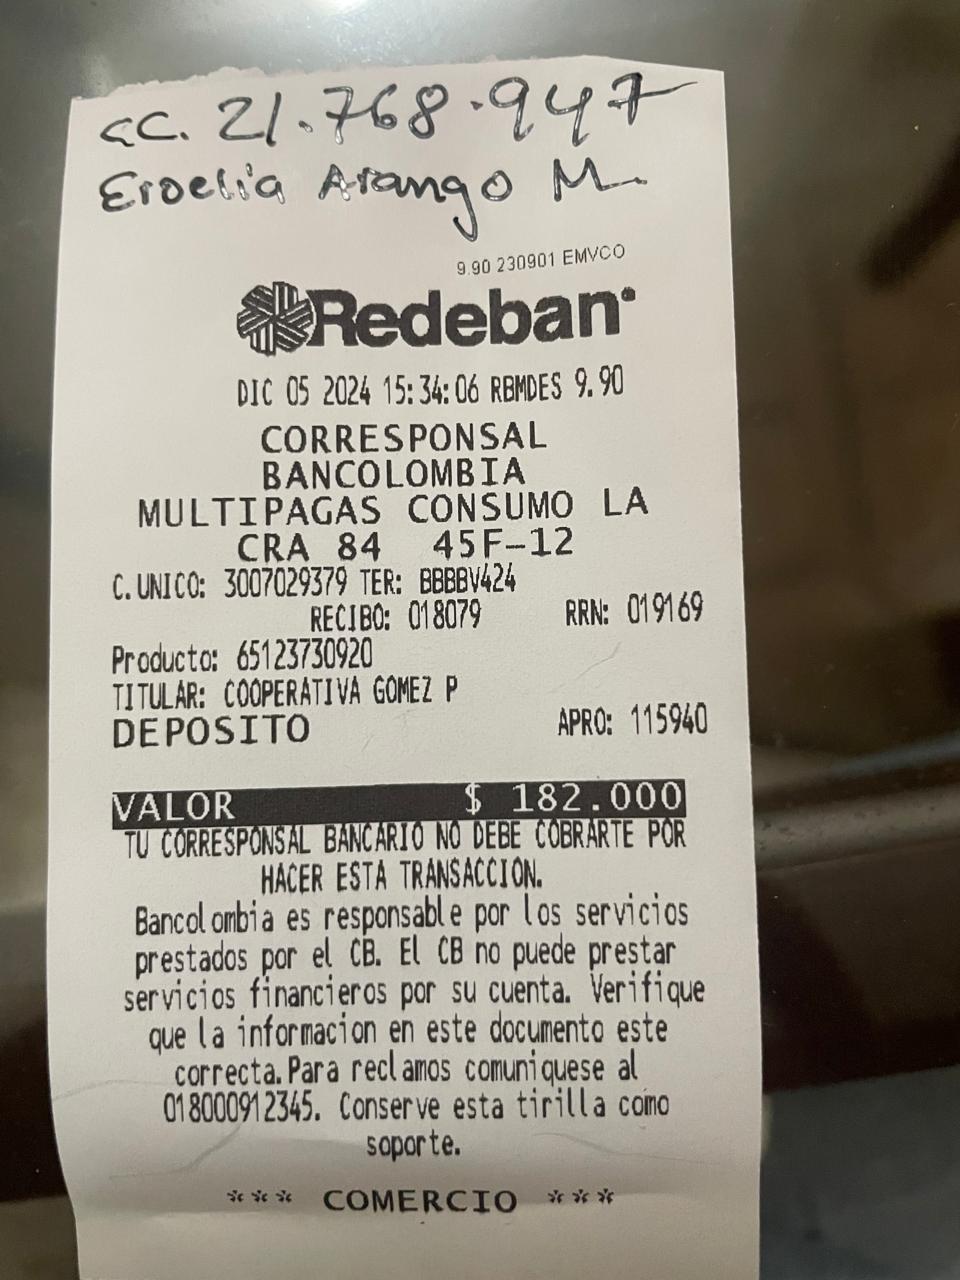 CC. 21.768.947
Eroelia Arango M.
9.90 230901 EMVCO
Redeban
DIC 05 2024 15:34:06 RBMDES 9.90
CORRESPONSAL
BANCOLOMBIA
MULTIPAGAS CONSUMO LA
CRA 84 45F-12
C.UNICO: 3007029379 TER: BBBBV424
RECIBO: 018079 RRN: 019169
Producto: 65123730920
TITULAR: COOPERATIVA GOMEZ P
DEPOSITO APRO: 115940
VALOR $ 182.000
TU CORRESPONSAL BANCARIO NO DEBE COBRARTE POR
HACER ESTA TRANSACCION.
Bancolombia es responsable por los servicios
prestados por el CB. El CB no puede prestar
servicios financieros por su cuenta. Verifique
que la informacion en este documento este
correcta.Para reclamos comuniquese al
018000912345. Conserve esta tirilla como
soporte.
*** COMERCIO ***